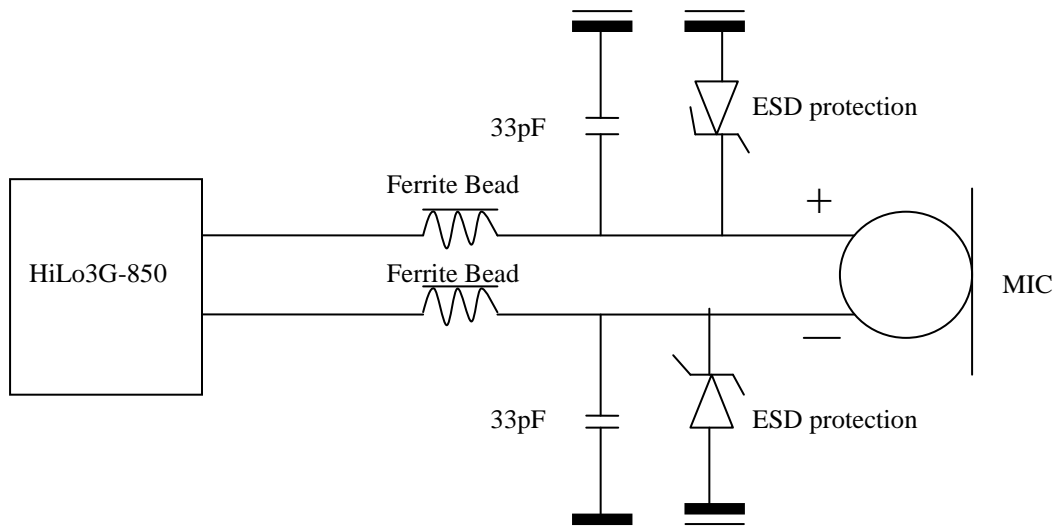 ESD protection
33pF
Ferrite Bead
+
HiLo3G-850
Ferrite Bead
MIC
—
33pF
ESD protection